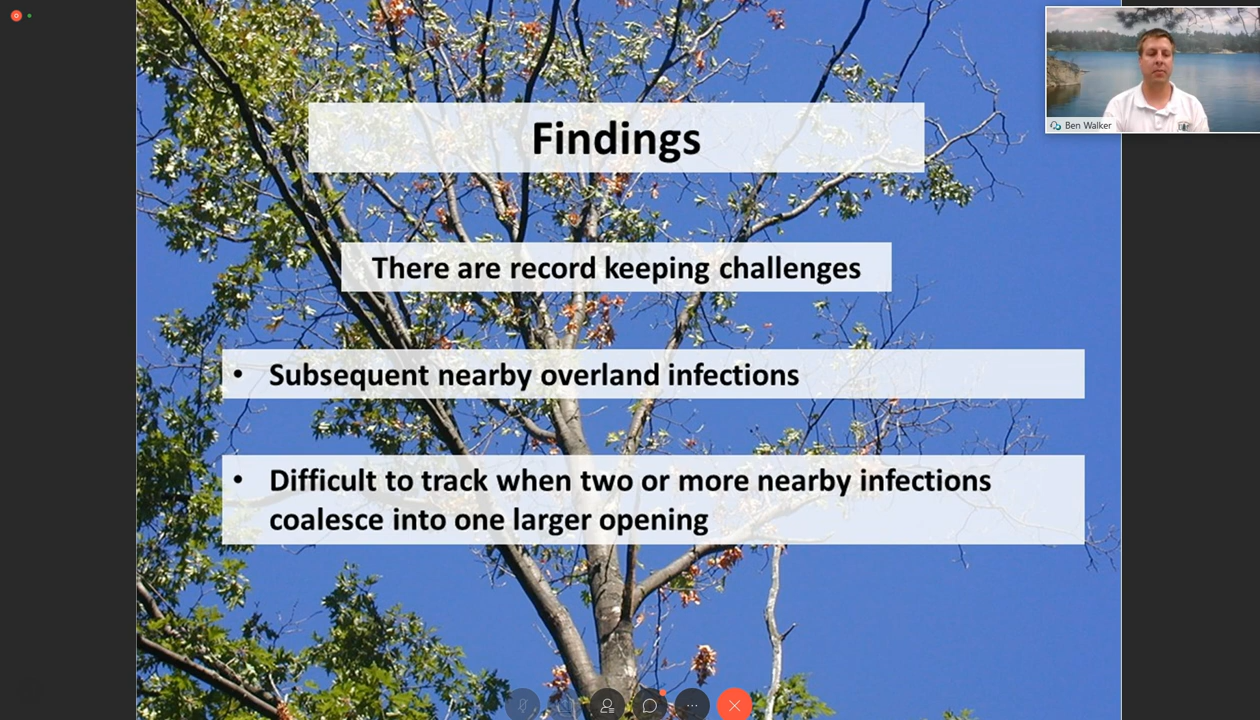 Ben Walker
Findings
There are record keeping challenges
• Subsequent nearby overland infections
• Difficult to track when two or more nearby infections
coalesce into one larger opening